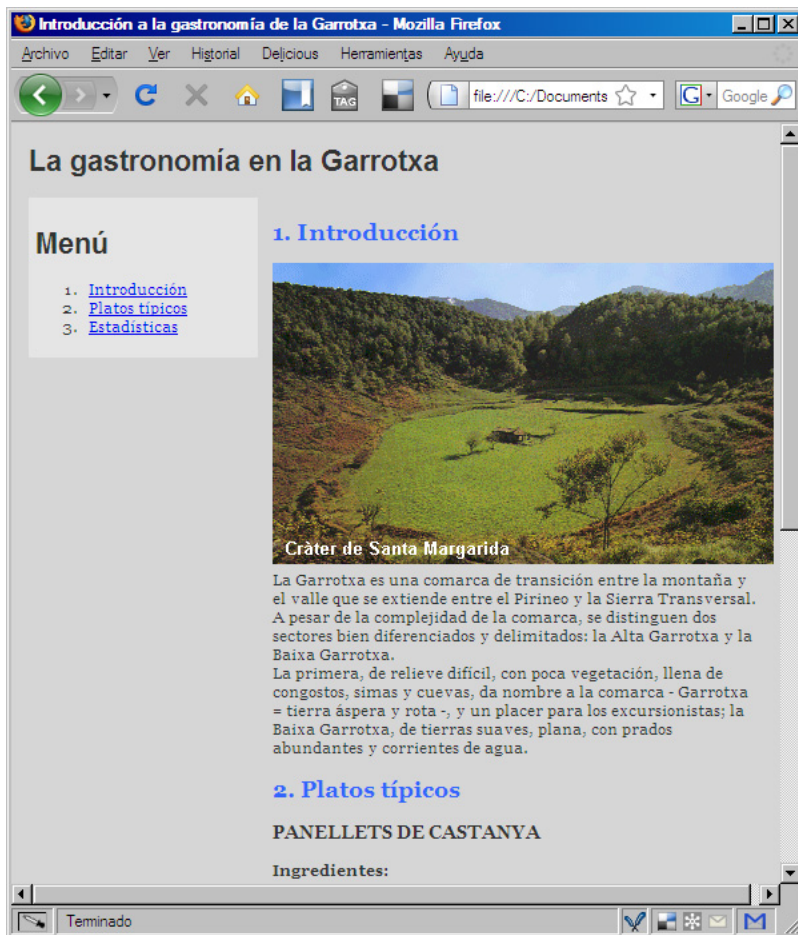 Introducción a la gastronomía de la Garrotxa - Mozilla Firefox
Archivo Editar Ver Historial Delicious Herramientas Ayuda
TAG file:///C:/Documents G Google
La gastronomía en la Garrotxa
Menú
1. Introducción
2. Platos típicos
3. Estadísticas
1. Introducción
Cràter de Santa Margarida
La Garrotxa es una comarca de transición entre la montaña y
el valle que se extiende entre el Pirineo y la Sierra Transversal.
A pesar de la complejidad de la comarca, se distinguen dos
sectores bien diferenciados y delimitados: la Alta Garrotxa y la
Baixa Garrotxa.
La primera, de relieve difícil, con poca vegetación, llena de
congostos, simas y cuevas, da nombre a la comarca - Garrotxa
= tierra áspera y rota -, y un placer para los excursionistas; la
Baixa Garrotxa, de tierras suaves, plana, con prados
abundantes y corrientes de agua.
2. Platos típicos
PANELLETS DE CASTANYA
Ingredientes:
Terminado